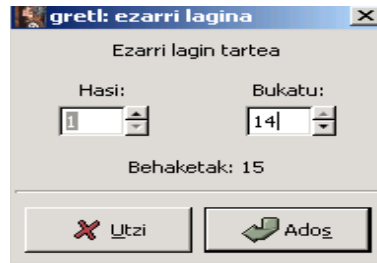 gretl: ezarri lagina
Ezarri lagin tartea
Hasi: Bukatu:
1 14
Behaketak: 15
Utzi Ados